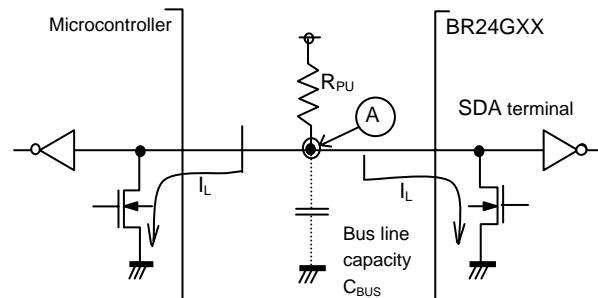 Microcontroller
BR24GXX
RPU
A
SDA terminal
IL
IL
Bus line
capacity
CBUS